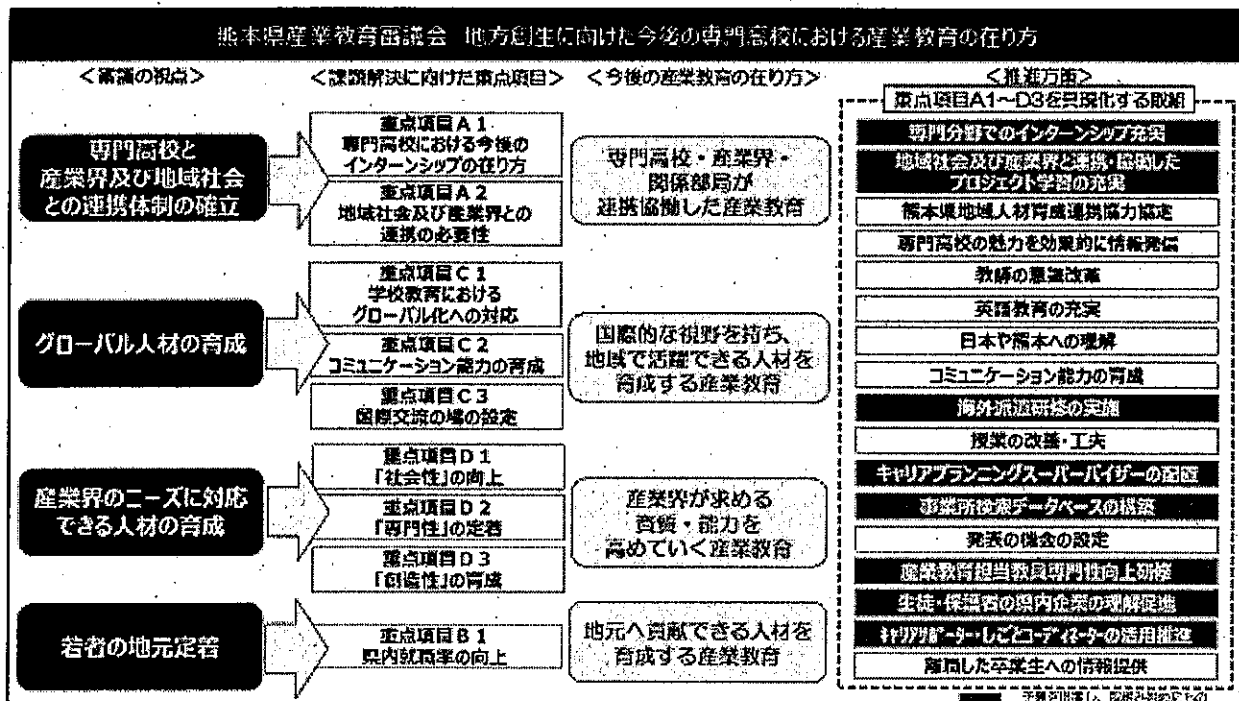 熊本県産業教育審議会 地方創生に向けた今後の専門高校における産業教育の在り方
＜審議の視点＞
＜課題解決に向けた重点項目＞
＜今後の産業教育の在り方＞
＜推進方策＞
重点項目A1～D3を具現化する取組
専門高校と
産業界及び地域社会
との連携体制の確立
重点項目A1
専門高校における今後の
インターンシップの在り方
重点項目A2
地域社会及び産業界との
連携の必要性
専門高校・産業界・
関係部局が
連携協働した産業教育
グローバル人材の育成
重点項目C1
学校教育における
グローバル化への対応
重点項目C2
コミュニケーション能力の育成
重点項目C3
国際交流の場の設定
国際的な視野を持ち、
地域で活躍できる人材を
育成する産業教育
産業界のニーズに対応
できる人材の育成
重点項目D1
「社会性」の向上
重点項目D2
「専門性」の定着
重点項目D3
「創造性」の育成
産業界が求める
資質・能力を
高めていく産業教育
若者の地元定着
重点項目B1
県内就職率の向上
地元へ貢献できる人材を
育成する産業教育
専門分野でのインターンシップ充実
地域社会及び産業界と連携・協働した
プロジェクト学習の充実
熊本県地域人材育成連携協力協定
専門高校の魅力を効果的に情報発信
教師の意識改革
英語教育の充実
日本や熊本への理解
コミュニケーション能力の育成
海外派遣研修の実施
授業の改善・工夫
キャリアプランニングスーパーバイザーの配置
事業所検索データベースの構築
発表の機会の設定
産業教育担当教員専門性向上研修
生徒・保護者の県内企業の理解促進
キャリアサポーター・しごとコーディネーターの活用推進
離職した卒業生への情報提供